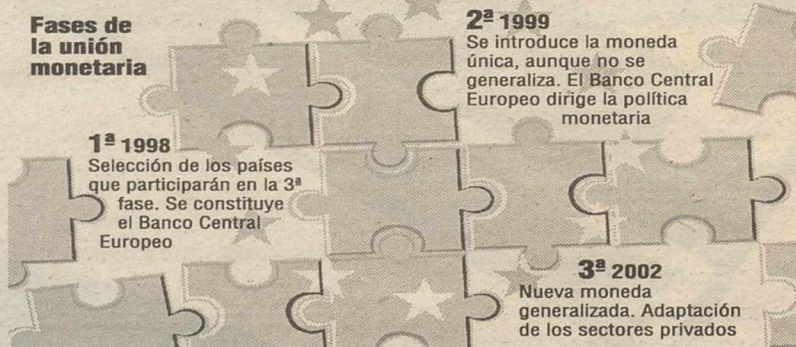 Fases de
la unión
monetaria
1ª 1998
Selección de los países
que participarán en la 3ª
fase. Se constituye
el Banco Central
Europeo
2ª 1999
Se introduce la moneda
única, aunque no se
generaliza. El Banco Central
Europeo dirige la política
monetaria
3ª 2002
Nueva moneda
generalizada. Adaptación
de los sectores privados